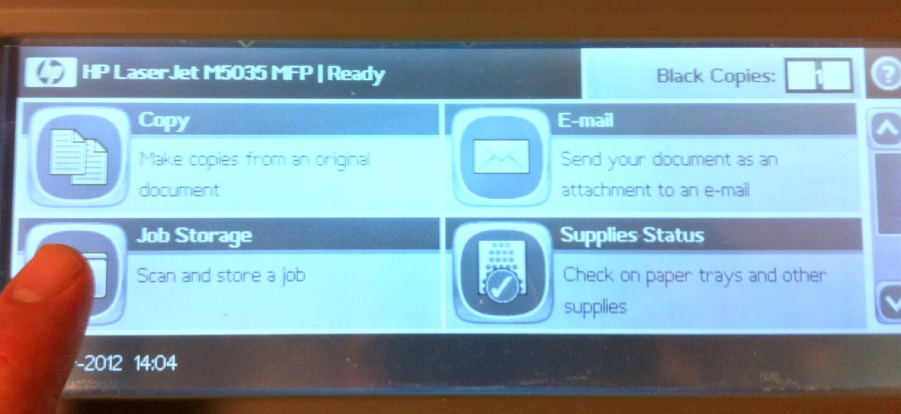 hp HP LaserJet M5035 MFP | Ready
Black Copies: 1
?
Copy
Make copies from an original
document
E-mail
Send your document as an
attachment to an e-mail
Job Storage
Scan and store a job
Supplies Status
Check on paper trays and other
supplies
-2012 14:04